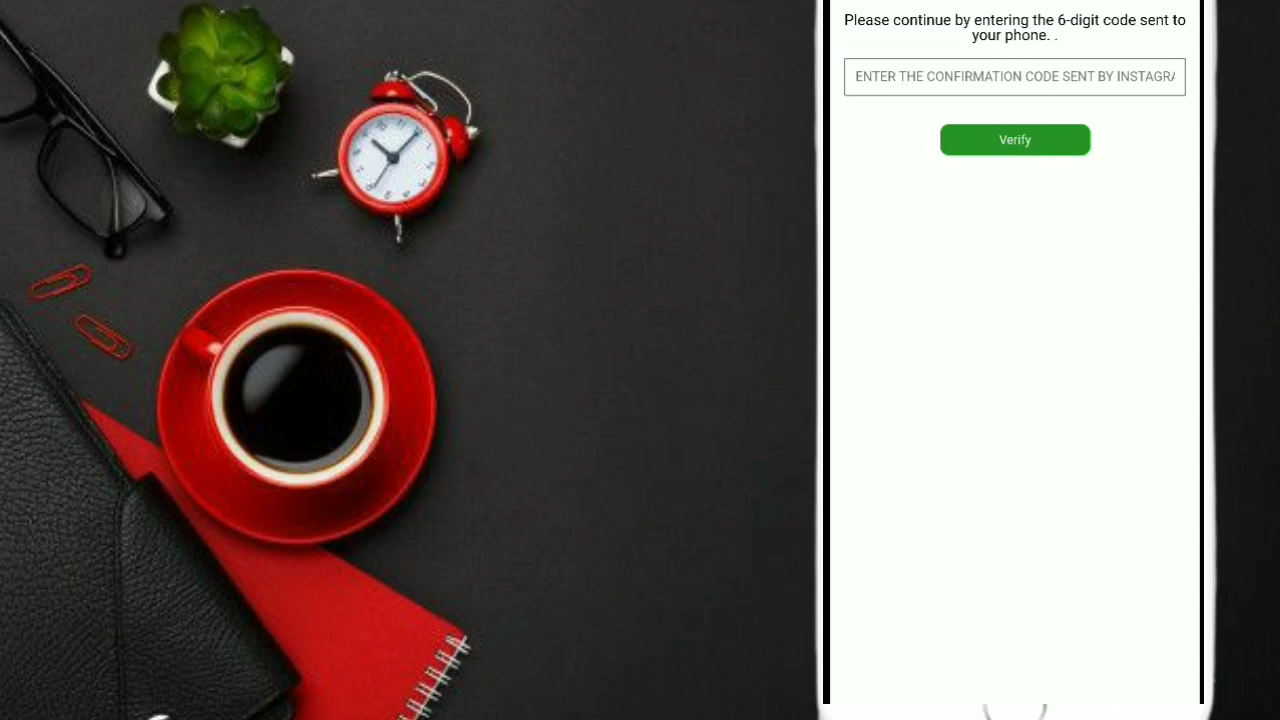 Please continue by entering the 6-digit code sent to
your phone. .
ENTER THE CONFIRMATION CODE SENT BY INSTAGRA
Verify